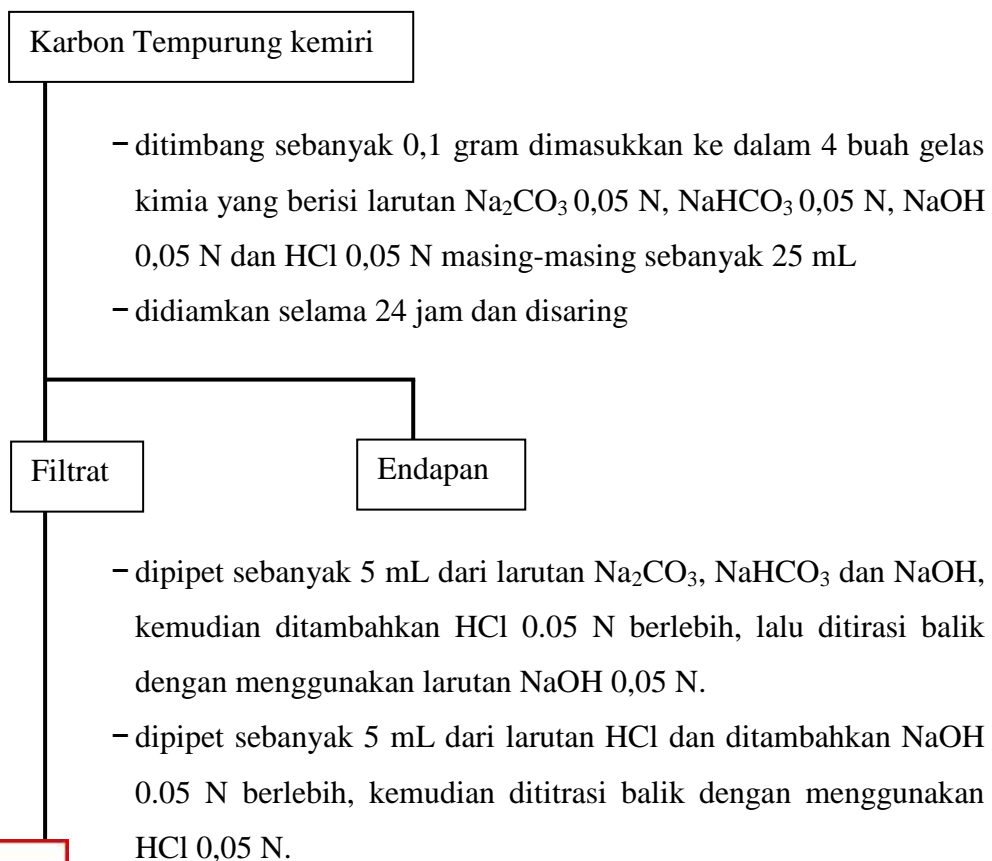 Karbon Tempurung kemiri
− ditimbang sebanyak 0,1 gram dimasukkan ke dalam 4 buah gelas
kimia yang berisi larutan Na₂CO₃ 0,05 N, NaHCO₃ 0,05 N, NaOH
0,05 N dan HCl 0,05 N masing-masing sebanyak 25 mL
− didiamkan selama 24 jam dan disaring
Filtrat
Endapan
− dipipet sebanyak 5 mL dari larutan Na₂CO₃, NaHCO₃ dan NaOH,
kemudian ditambahkan HCl 0.05 N berlebih, lalu ditirasi balik
dengan menggunakan larutan NaOH 0,05 N.
− dipipet sebanyak 5 mL dari larutan HCl dan ditambahkan NaOH
0.05 N berlebih, kemudian dititrasi balik dengan menggunakan
HCl 0,05 N.